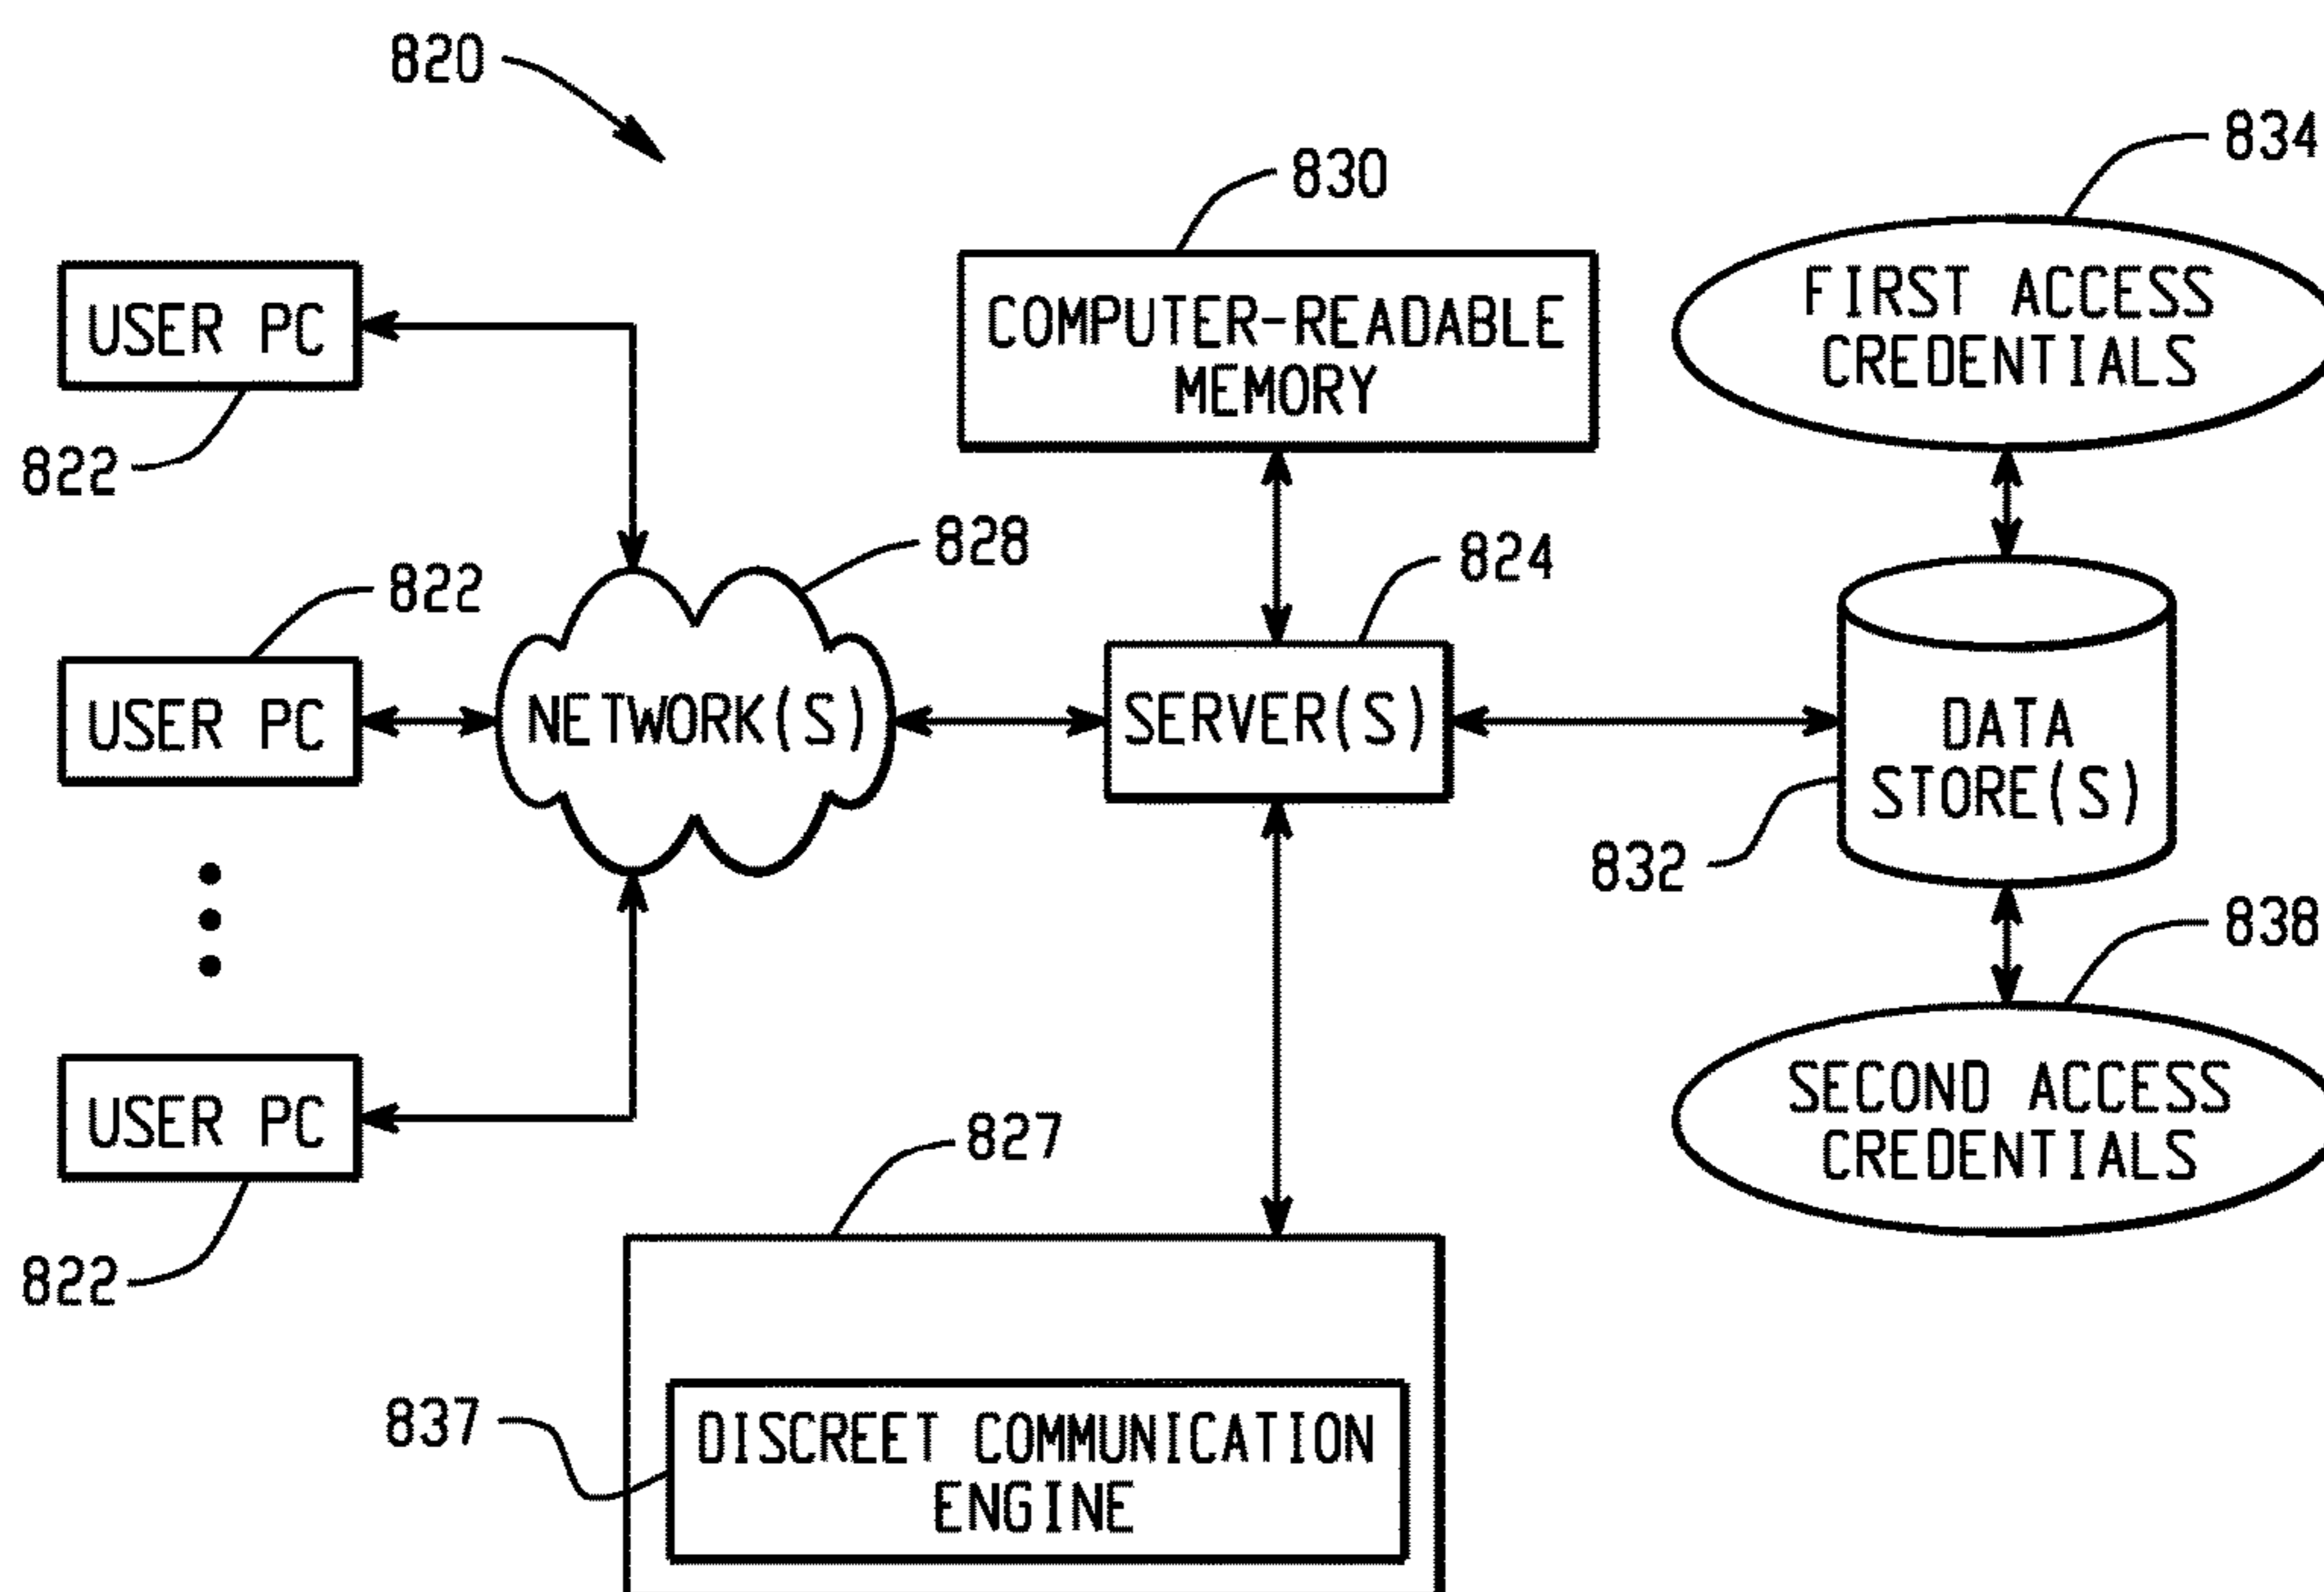 820
834
830
USER PC
COMPUTER-READABLE
MEMORY
FIRST ACCESS
CREDENTIALS
822
828
824
822
USER PC
NETWORK(S)
SERVER(S)
DATA
STORE(S)
832
838
USER PC
SECOND ACCESS
CREDENTIALS
827
822
837
DISCREET COMMUNICATION
ENGINE